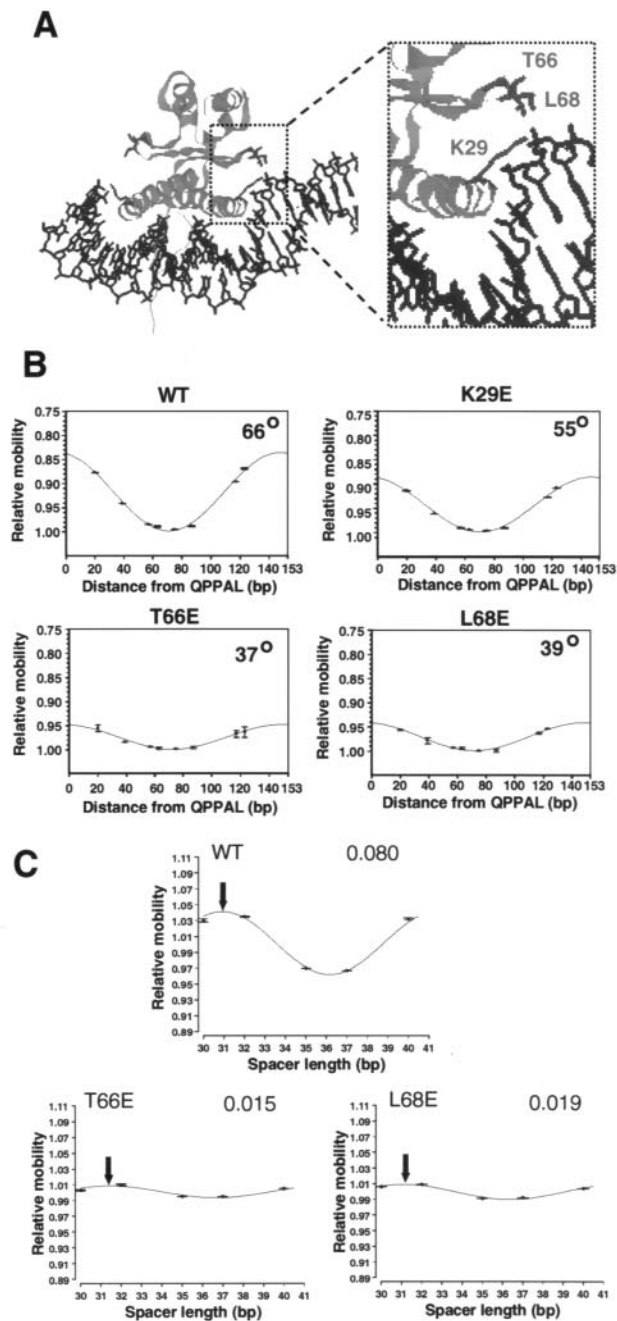 A
T66
L68
K29
B
WT
K29E
Relative mobility
0.75
0.80
0.85
0.90
0.95
1.00
66°
0 20 40 60 80 100 120 140 153
Distance from QPPAL (bp)
Relative mobility
0.75
0.80
0.85
0.90
0.95
1.00
55°
0 20 40 60 80 100 120 140 153
Distance from QPPAL (bp)
T66E
L68E
Relative mobility
0.75
0.80
0.85
0.90
0.95
1.00
37°
0 20 40 60 80 100 120 140 153
Distance from QPPAL (bp)
Relative mobility
0.75
0.80
0.85
0.90
0.95
1.00
39°
0 20 40 60 80 100 120 140 153
Distance from QPPAL (bp)
C
WT 0.080
Relative mobility
1.11
1.09
1.07
1.05
1.03
1.01
0.99
0.97
0.95
0.93
0.91
0.89
30 31 32 33 34 35 36 37 38 39 40 41
Spacer length (bp)
T66E 0.015
Relative mobility
1.11
1.09
1.07
1.05
1.03
1.01
0.99
0.97
0.95
0.93
0.91
0.89
30 31 32 33 34 35 36 37 38 39 40 41
Spacer length (bp)
L68E 0.019
Relative mobility
1.11
1.09
1.07
1.05
1.03
1.01
0.99
0.97
0.95
0.93
0.91
0.89
30 31 32 33 34 35 36 37 38 39 40 41
Spacer length (bp)